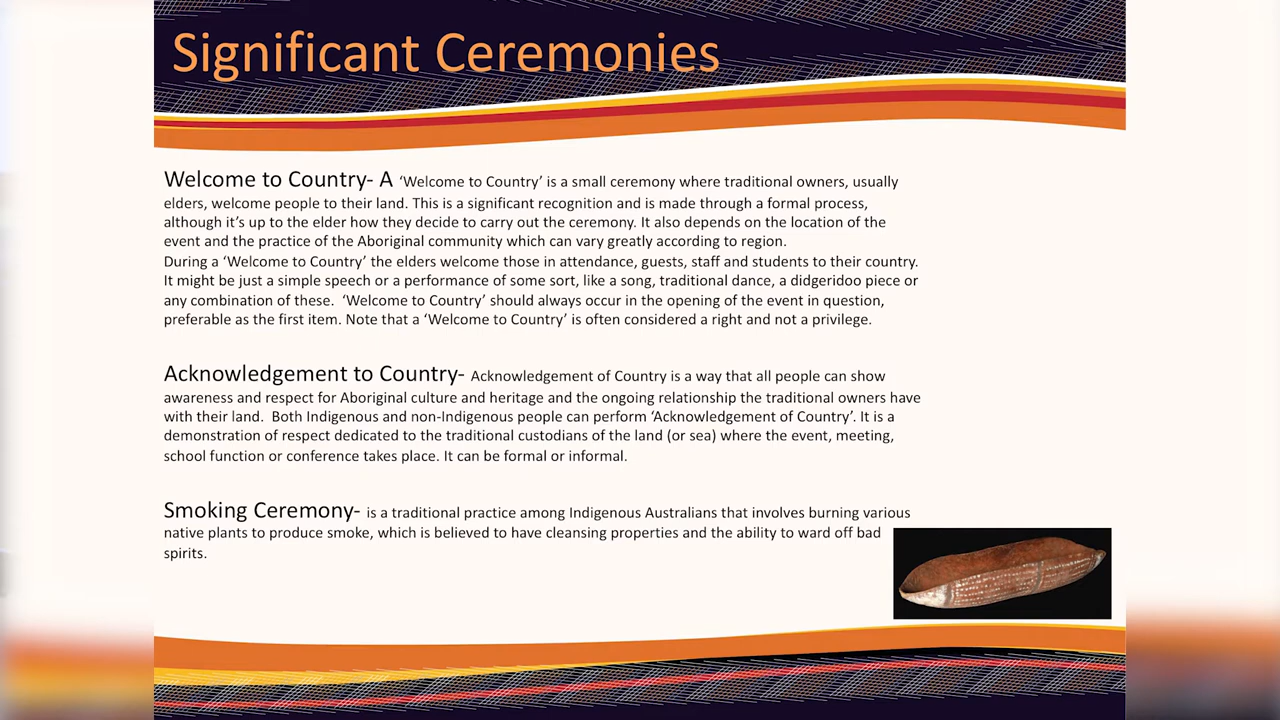 Significant Ceremonies
Welcome to Country- A ‘Welcome to Country’ is a small ceremony where traditional owners, usually
elders, welcome people to their land. This is a significant recognition and is made through a formal process,
although it’s up to the elder how they decide to carry out the ceremony. It also depends on the location of the
event and the practice of the Aboriginal community which can vary greatly according to region.
During a ‘Welcome to Country’ the elders welcome those in attendance, guests, staff and students to their country.
It might be just a simple speech or a performance of some sort, like a song, traditional dance, a didgeridoo piece or
any combination of these.  ‘Welcome to Country’ should always occur in the opening of the event in question,
preferable as the first item. Note that a ‘Welcome to Country’ is often considered a right and not a privilege.
Acknowledgement to Country- Acknowledgement of Country is a way that all people can show
awareness and respect for Aboriginal culture and heritage and the ongoing relationship the traditional owners have
with their land.  Both Indigenous and non-Indigenous people can perform ‘Acknowledgement of Country’. It is a
demonstration of respect dedicated to the traditional custodians of the land (or sea) where the event, meeting,
school function or conference takes place. It can be formal or informal.
Smoking Ceremony- is a traditional practice among Indigenous Australians that involves burning various
native plants to produce smoke, which is believed to have cleansing properties and the ability to ward off bad
spirits.